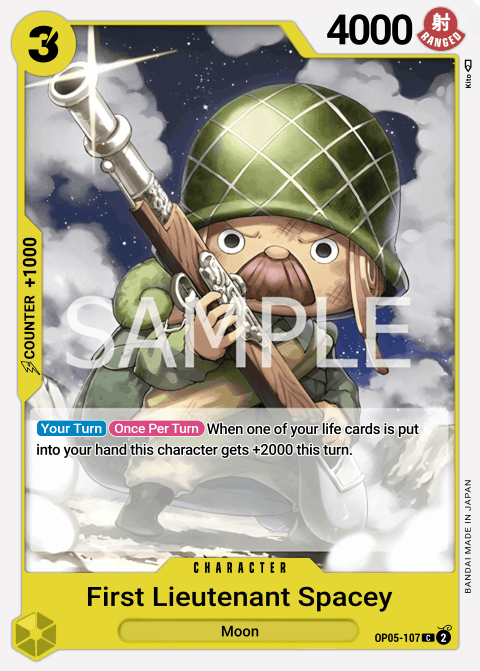 3
4000
射
RANGED
Kito
COUNTER +1000
SAMPLE
Your Turn Once Per Turn When one of your life cards is put
into your hand this character gets +2000 this turn.
CHARACTER
First Lieutenant Spacey
Moon
OP05-107 C 2
BANDAI MADE IN JAPAN